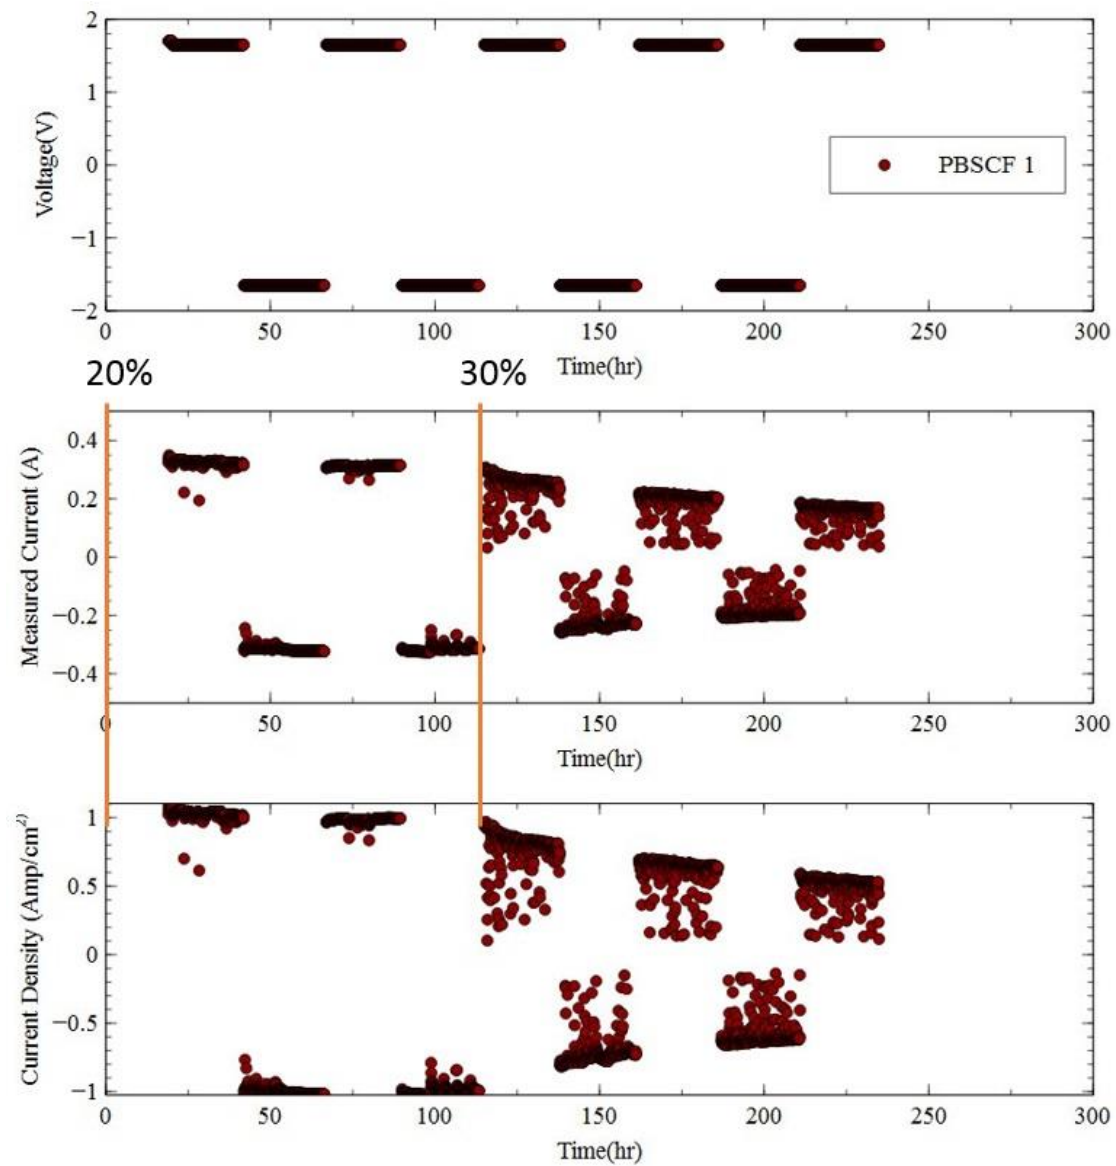 2
1
0
−1
−2
Voltage(V)
PBSCF 1
0 50 100 150 200 250 300
Time(hr)
20% 30%
0.4
0.2
0
−0.2
−0.4
Measured Current (A)
0 50 100 150 200 250 300
Time(hr)
1
0.5
0
−0.5
−1
Current Density (Amp/cm²)
0 50 100 150 200 250 300
Time(hr)